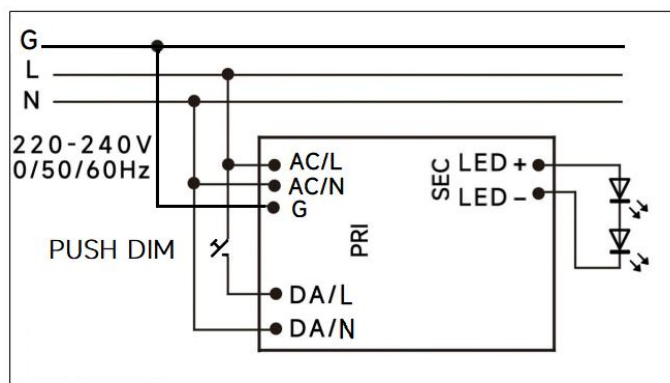 G
L
N
220-240V
0/50/60Hz
AC/L
AC/N
G
PUSH DIM
DA/L
DA/N
PRI
SEC
LED +
LED -